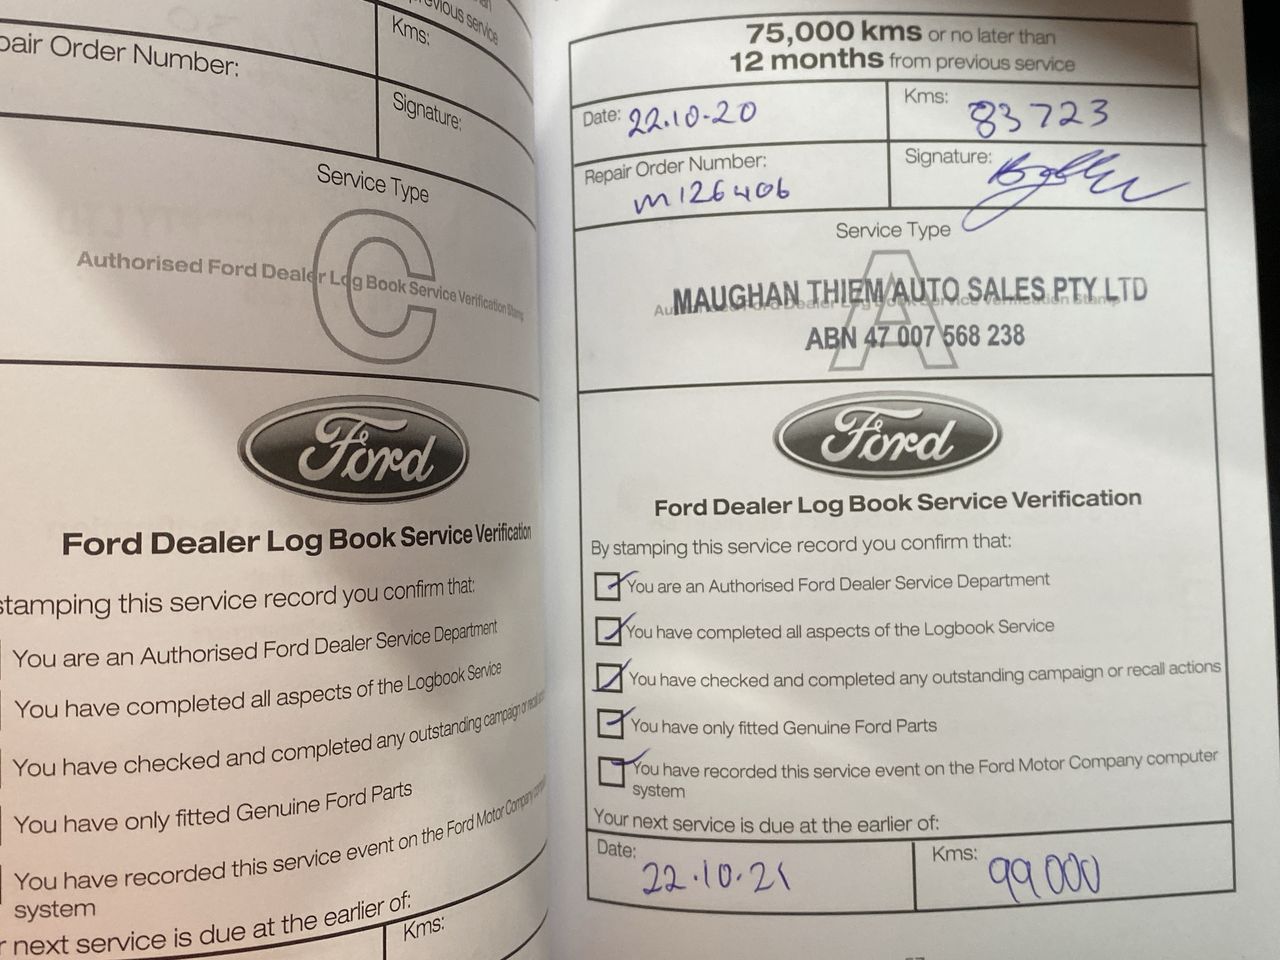 evious service
pair Order Number:
Kms:
Signature:
Service Type
C
Authorised Ford Dealer Log Book Service Verification Stamp
Ford
Ford Dealer Log Book Service Verification
stamping this service record you confirm that:
You are an Authorised Ford Dealer Service Department
You have completed all aspects of the Logbook Service
You have checked and completed any outstanding campaign or recall
You have only fitted Genuine Ford Parts
You have recorded this service event on the Ford Motor Company
system
r next service is due at the earlier of:
Kms:
75,000 kms or no later than
12 months from previous service
Date: 22.10.20
Kms: 83723
Repair Order Number:
m126406
Signature:
Service Type
A
Authorised Ford Dealer Log Book Service Verification Stamp
MAUGHAN THIEM AUTO SALES PTY LTD
ABN 47 007 568 238
Ford
Ford Dealer Log Book Service Verification
By stamping this service record you confirm that:
You are an Authorised Ford Dealer Service Department
You have completed all aspects of the Logbook Service
You have checked and completed any outstanding campaign or recall actions
You have only fitted Genuine Ford Parts
You have recorded this service event on the Ford Motor Company computer
system
Your next service is due at the earlier of:
Date: 22.10.21
Kms: 99000